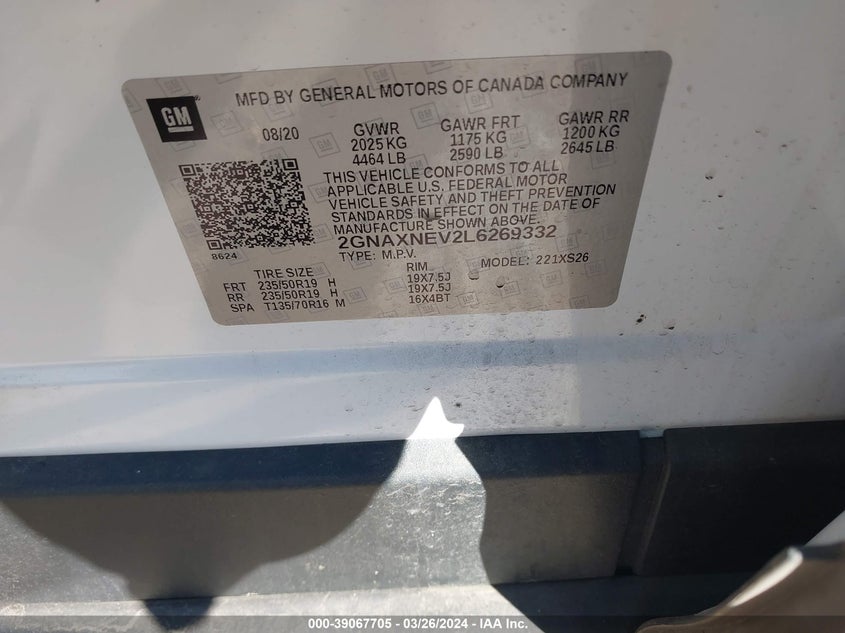 GM
MFD BY GENERAL MOTORS OF CANADA COMPANY
08/20 GVWR GAWR FRT GAWR RR
2025 KG 1175 KG 1200 KG
4464 LB 2590 LB 2645 LB
THIS VEHICLE CONFORMS TO ALL
APPLICABLE U.S. FEDERAL MOTOR
VEHICLE SAFETY AND THEFT PREVENTION
STANDARDS IN EFFECT ON THE DATE OF
MANUFACTURE SHOWN ABOVE.
8624
2GNAXNEV2L6269332
TYPE: M.P.V. MODEL: 221XS26
TIRE SIZE RIM
FRT 235/50R19 H 19X7.5J
RR 235/50R19 H 19X7.5J
SPA T135/70R16 M 16X4BT
000-39067705 - 03/26/2024 - IAA Inc.